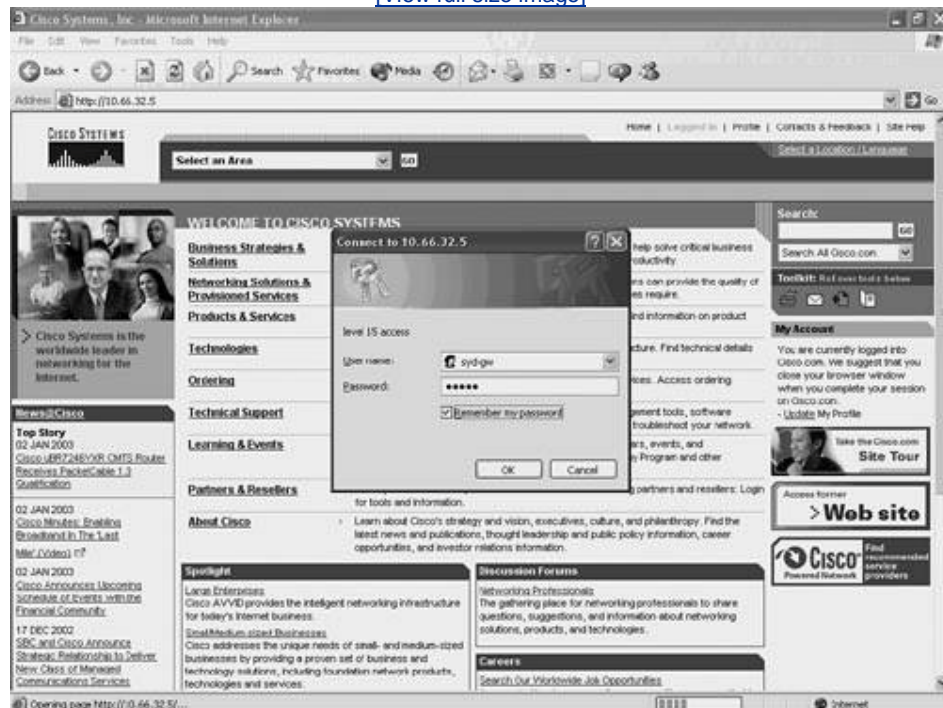 [View full size image]
Cisco Systems, Inc - Microsoft Internet Explorer
File Edit View Favorites Tools Help
Back Search Favorites Media
Address http://10.66.32.5 Go
CISCO SYSTEMS
Home | Logged In | Profile | Contacts & Feedback | Site Help
Select an Area GO
Select a Location / Language
WELCOME TO CISCO SYSTEMS
Cisco Systems is the
worldwide leader in
networking for the
Internet.
News@Cisco
Top Story
02 JAN 2003
Cisco uBR7246VXR CMTS Router
Receives PacketCable 1.3
Qualification
02 JAN 2003
Cisco Minutes: Enabling
Broadband In The 'Last
Mile' (Video)
02 JAN 2003
Cisco Announces Upcoming
Schedule of Events with the
Financial Community
17 DEC 2002
SBC and Cisco Announce
Strategic Relationship to Deliver
New Class of Managed
Communications Services
Business Strategies &
Solutions
help solve critical business
productivity.
Networking Solutions &
Provisioned Services
can provide the quality of
require.
Products & Services
find information on product
Technologies
Find technical details
Ordering
Access ordering
Technical Support
tools, software
troubleshoot your network.
Learning & Events
events, and
Program and other
Partners & Resellers
partners and resellers: Login
for tools and information.
About Cisco
Learn about Cisco's strategy and vision, executives, culture, and philanthropy. Find the
latest news and publications, thought leadership and public policy information, career
opportunities, and investor relations information.
Connect to 10.66.32.5
level 15 access
User name: syd-gw
Password: •••••
Remember my password
OK Cancel
Spotlight
Large Enterprises
Cisco AVVID provides the intelligent networking infrastructure
for today's Internet business.
Small/Medium-sized Businesses
Cisco addresses the unique needs of small- and medium-sized
businesses by providing a proven set of business and
technology solutions, including foundation network products,
technologies and services.
Discussion Forums
Networking Professionals
The gathering place for networking professionals to share
questions, suggestions, and information about networking
solutions, products, and technologies.
Careers
Search Our Worldwide Job Opportunities
Search:
GO
Search All Cisco.com
Toolkit: Roll over tools below
My Account
You are currently logged into
Cisco.com. We suggest that you
close your browser window
when you complete your session
on Cisco.com.
- Update My Profile
Take the Cisco.com
Site Tour
Access former
>Web site
CISCO
Powered Network
Find
recommended
service
providers
Opening page http://10.66.32.5/...
Internet